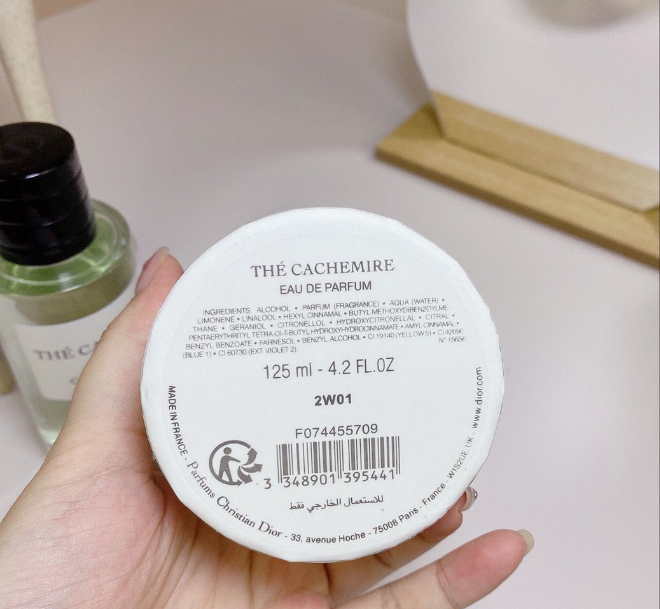 THÉ CACHEMIRE
EAU DE PARFUM
INGREDIENTS: ALCOHOL • PARFUM (FRAGRANCE) • AQUA (WATER) •
LIMONENE • LINALOOL • HEXYL CINNAMAL • BUTYL METHOXYDIBENZOYLME
THANE • GERANIOL • CITRONELLOL • HYDROXYCITRONELLAL • CITRAL •
PENTAERYTHRITYL TETRA-DI-T-BUTYL HYDROXYHYDROCINNAMATE • AMYL CINNAMAL •
BENZYL BENZOATE • FARNESOL • BENZYL ALCOHOL • CI 19140 (YELLOW 5) • CI 42090
(BLUE 1) • CI 60730 (EXT VIOLET 2). N° 15656
125 ml - 4.2 FL.OZ
2W01
F074455709
3 348901 395441
للاستعمال الخارجي فقط
MADE IN FRANCE - Parfums Christian Dior - 33, avenue Hoche - 75008 Paris - France - W152UE UK - www.dior.com
THÉ CA